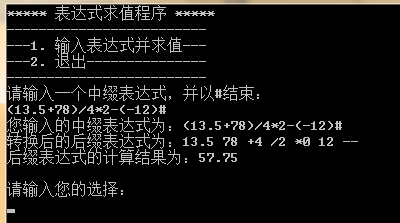 ***** 表达式求值程序 *****
-------------------------
---1. 输入表达式并求值---
---2. 退出---------------
-------------------------
请输入一个中缀表达式，并以#结束：
(13.5+78)/4*2-(-12)#
您输入的中缀表达式为：(13.5+78)/4*2-(-12)#
转换后的后缀表达式为：13.5 78 +4 /2 *0 12 --
后缀表达式的计算结果为：57.75
请输入您的选择：